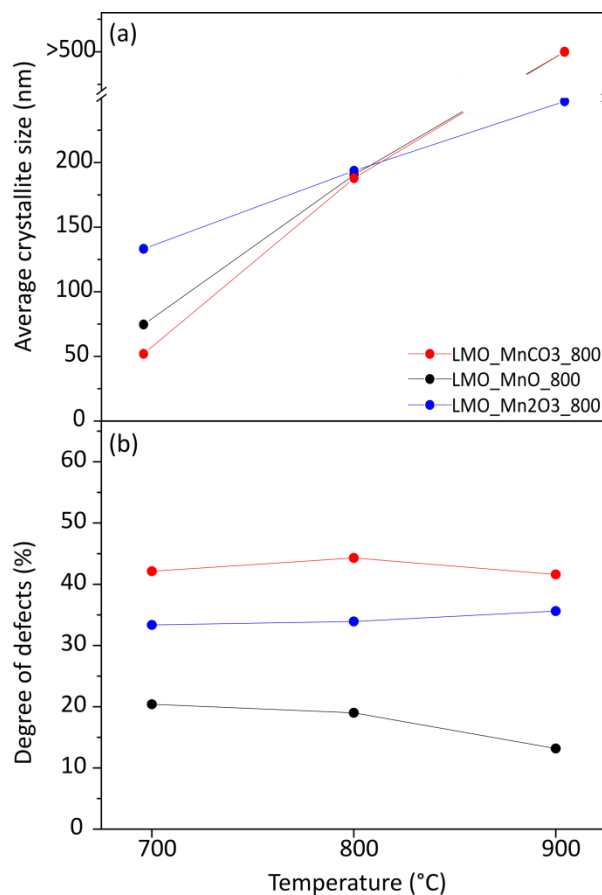 (a)
>500
200
150
100
50
0
Average crystallite size (nm)
LMO_MnCO3_800
LMO_MnO_800
LMO_Mn2O3_800
(b)
60
50
40
30
20
10
0
Degree of defects (%)
700 800 900
Temperature (°C)